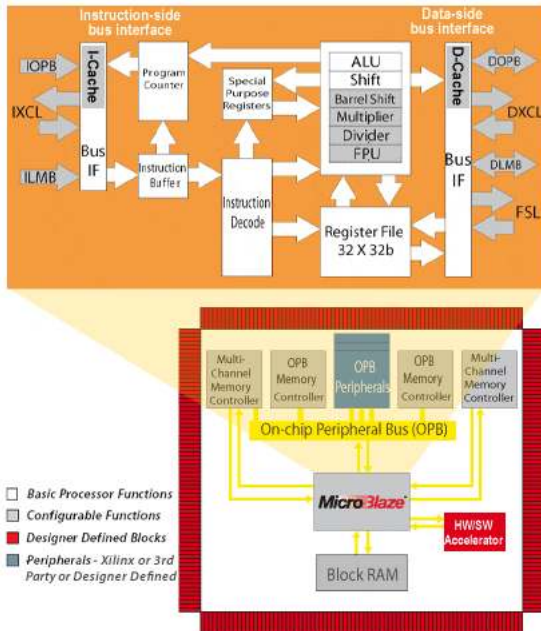 Instruction-side
bus interface
Data-side
bus interface
IOPB
IXCL
ILMB
I-Cache
Bus
IF
Program
Counter
Instruction
Buffer
Special
Purpose
Registers
Instruction
Decode
ALU
Shift
Barrel Shift
Multiplier
Divider
FPU
Register File
32 X 32b
D-Cache
Bus
IF
DOPB
DXCL
DLMB
FSL
Multi-
Channel
Memory
Controller
OPB
Memory
Controller
OPB
Peripherals
OPB
Memory
Controller
Multi-
Channel
Memory
Controller
On-chip Peripheral Bus (OPB)
MicroBlaze
HW/SW
Accelerator
Block RAM
Basic Processor Functions
Configurable Functions
Designer Defined Blocks
Peripherals - Xilinx or 3rd
Party or Designer Defined